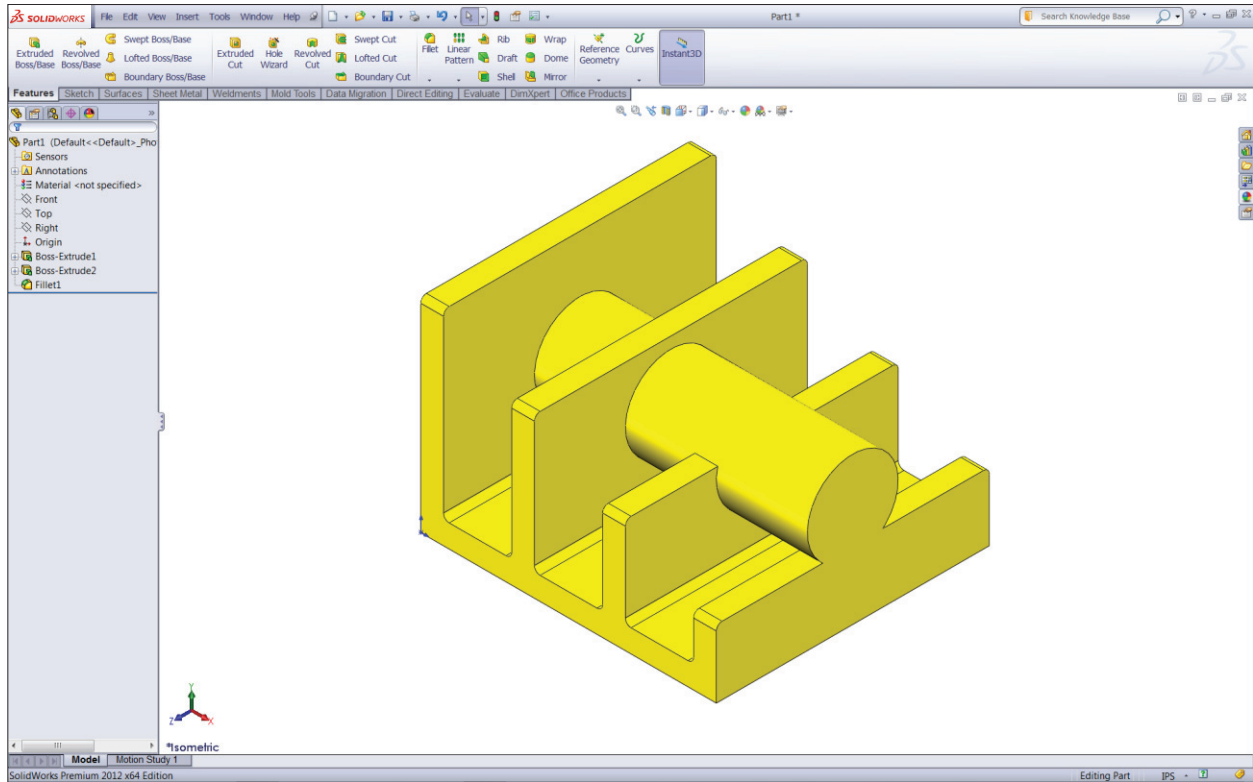 SOLIDWORKS File Edit View Insert Tools Window Help Part1 * Search Knowledge Base
Extruded Boss/Base
Revolved Boss/Base
Swept Boss/Base
Lofted Boss/Base
Boundary Boss/Base
Extruded Cut
Hole Wizard
Revolved Cut
Swept Cut
Lofted Cut
Boundary Cut
Fillet
Linear Pattern
Rib
Draft
Shell
Wrap
Dome
Mirror
Reference Geometry
Curves
Instant3D
Features Sketch Surfaces Sheet Metal Weldments Mold Tools Data Migration Direct Editing Evaluate DimXpert Office Products
Part1 (Default<<Default>_Pho
Sensors
Annotations
Material <not specified>
Front
Top
Right
Origin
Boss-Extrude1
Boss-Extrude2
Fillet1
Y
Z X
*Isometric
Model Motion Study 1
SolidWorks Premium 2012 x64 Edition Editing Part IPS